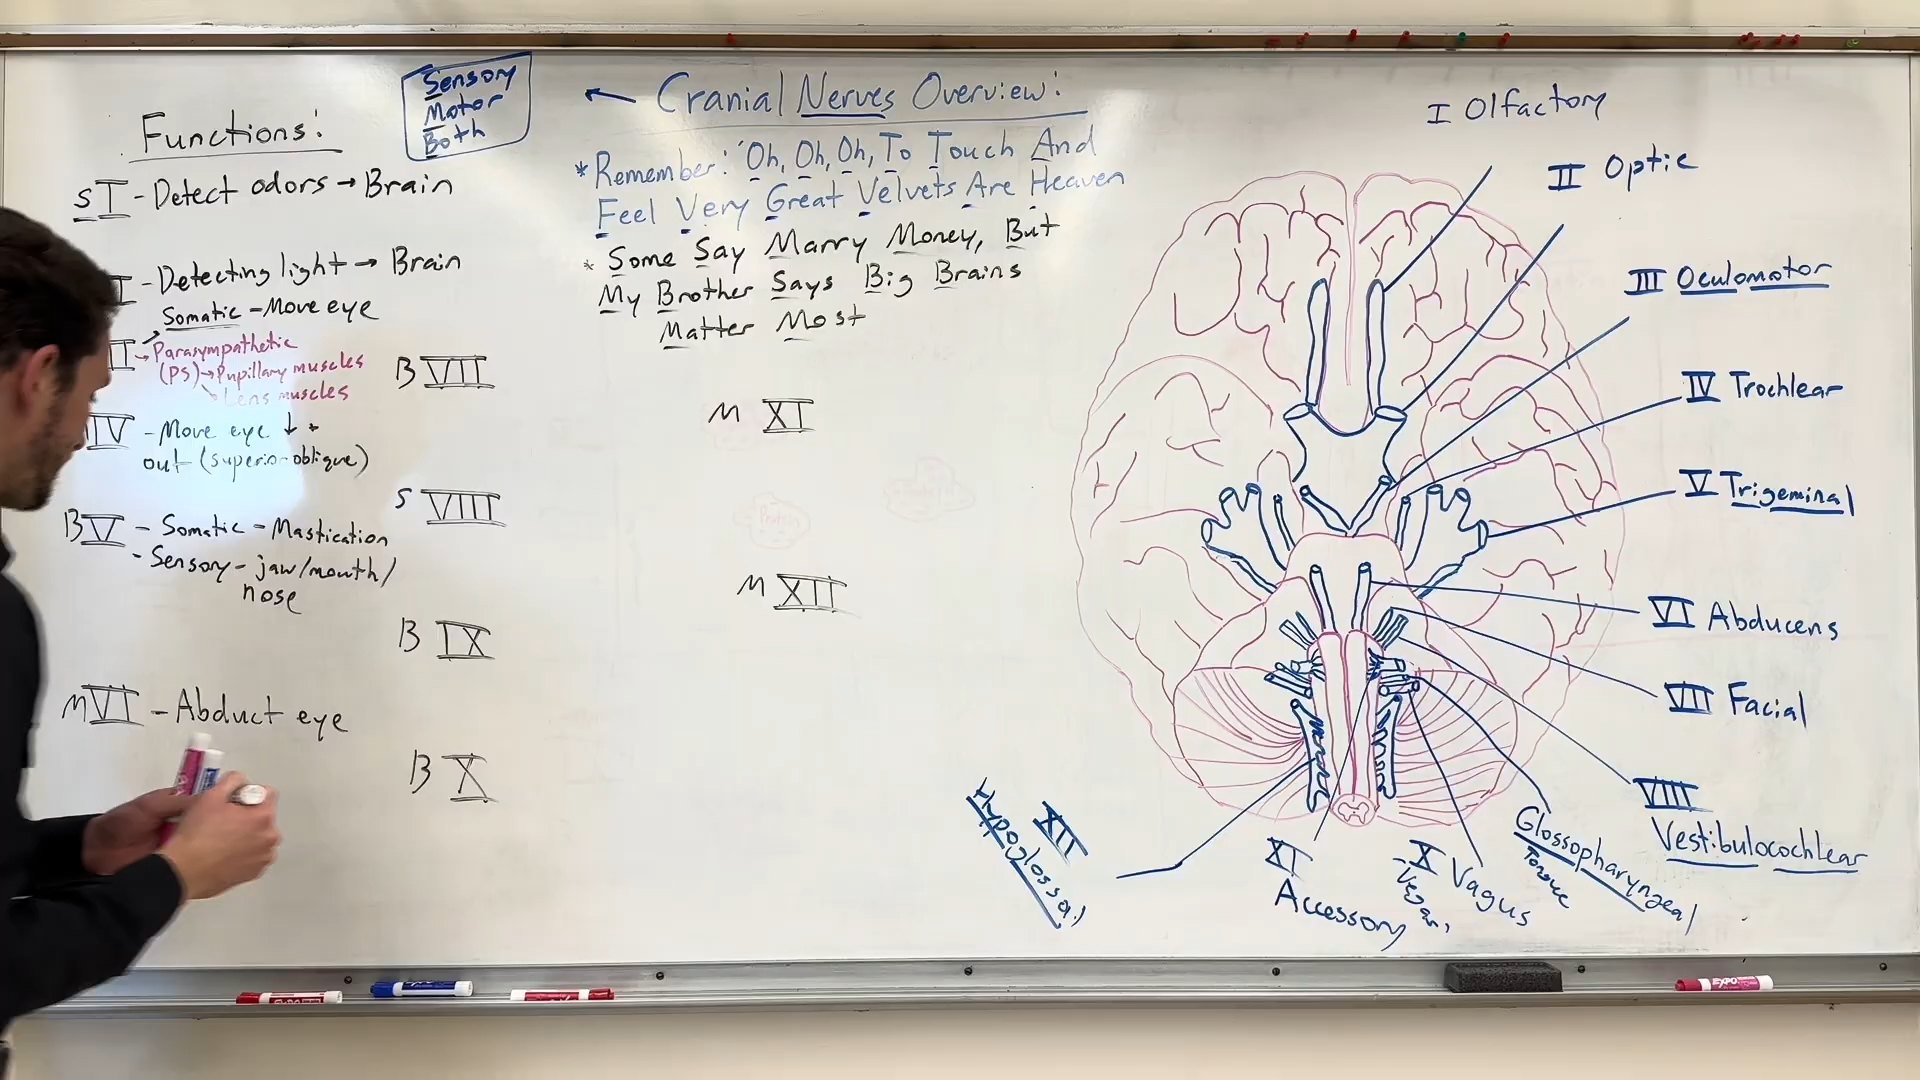 Sensory
Motor
Both
Functions:
S I - Detect odors → Brain
I - Detecting light → Brain
Somatic - Move eye
II → Parasympathetic
(PS) → Pupillary muscles
Lens muscles
IV - Move eye ↓ +
out (superior oblique)
B V - Somatic - Mastication
- Sensory - jaw/mouth/
nose
M VI - Abduct eye
B VII
S VIII
B IX
B X
← Cranial Nerves Overview:
* Remember: "Oh, Oh, Oh, To Touch And
Feel Very Great Velvets Are Heaven
* Some Say Marry Money, But
My Brother Says Big Brains
Matter Most
M XI
M XII
I Olfactory
II Optic
III Oculomotor
IV Trochlear
V Trigeminal
VI Abducens
VII Facial
VIII
Vestibulocochlear
Glossopharyngeal
Tongue
X Vagus
XI
Accessory
XII
Hypoglossal
EXPO
EXPO